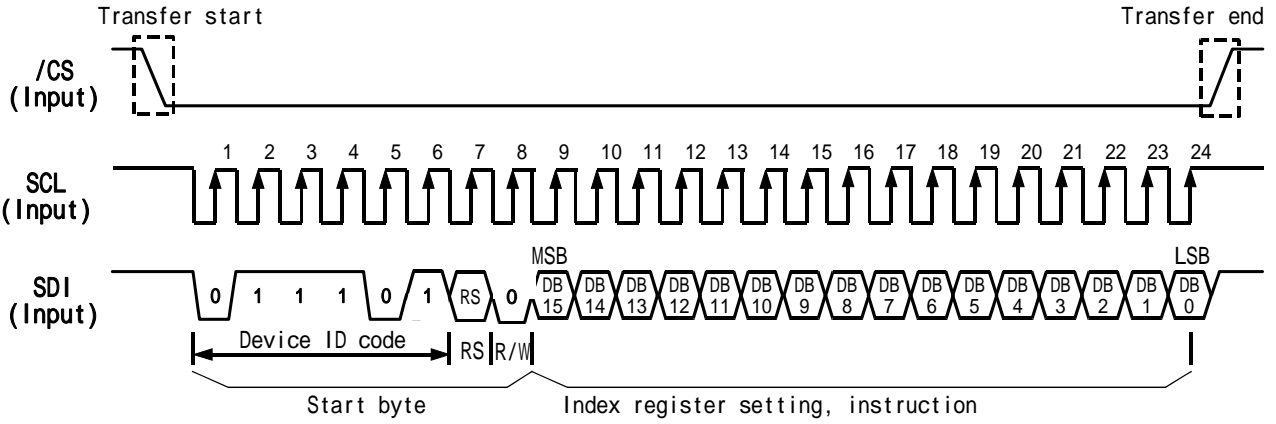 Transfer start
Transfer end
/CS
(Input)
1 2 3 4 5 6 7 8 9 10 11 12 13 14 15 16 17 18 19 20 21 22 23 24
SCL
(Input)
MSB
LSB
SDI
(Input)
0 1 1 1 0 1 RS 0 DB 15 DB 14 DB 13 DB 12 DB 11 DB 10 DB 9 DB 8 DB 7 DB 6 DB 5 DB 4 DB 3 DB 2 DB 1 DB 0
Device ID code
RS
R/W
Start byte
Index register setting, instruction